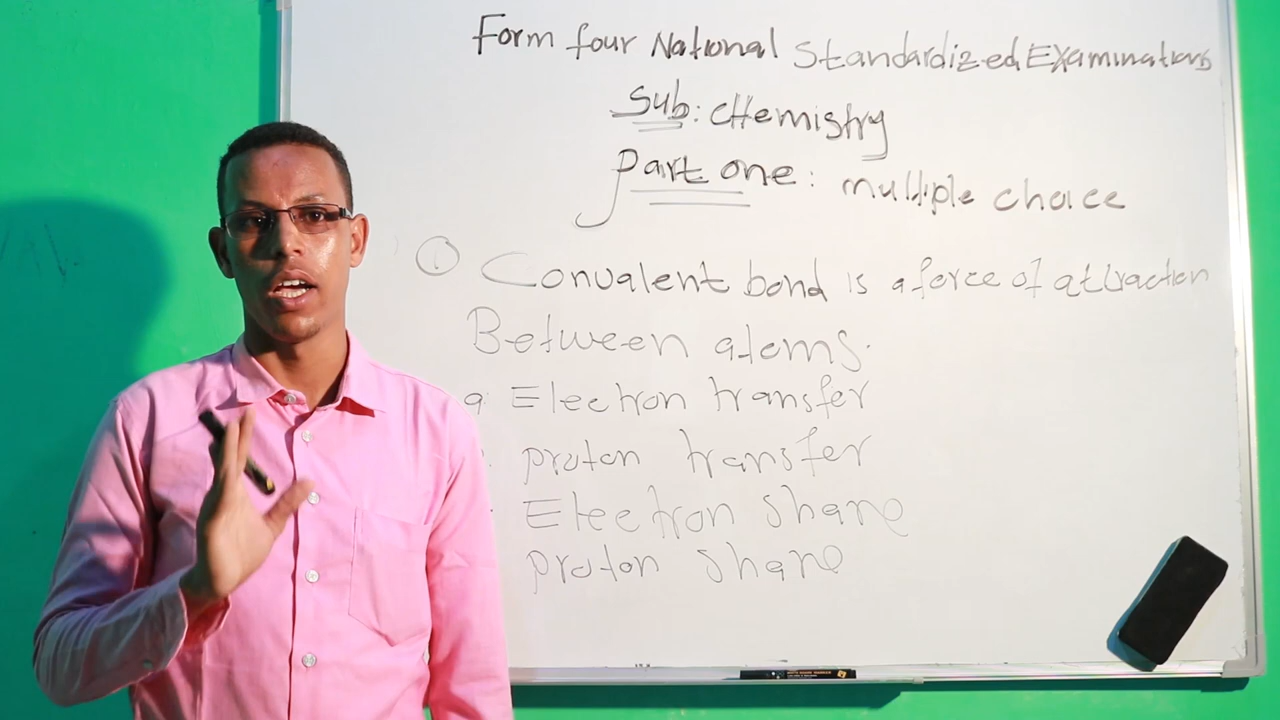 Form four National Standardized Examinations
Sub: CHemistry
Part one: multiple choice
① Convalent bond is a force of attraction
Between atoms.
a. Electron transfer
proton transfer
Electron share
proton share